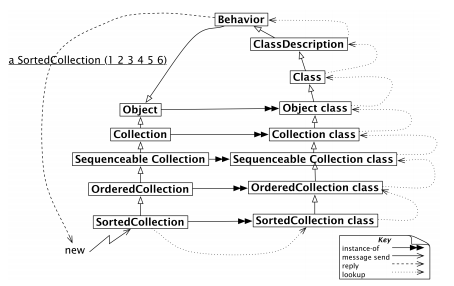 Behavior
ClassDescription
a SortedCollection (1 2 3 4 5 6)
Class
Object
Object class
Collection
Collection class
Sequenceable Collection
Sequenceable Collection class
OrderedCollection
OrderedCollection class
SortedCollection
SortedCollection class
new
Key
instance-of
message send
reply
lookup